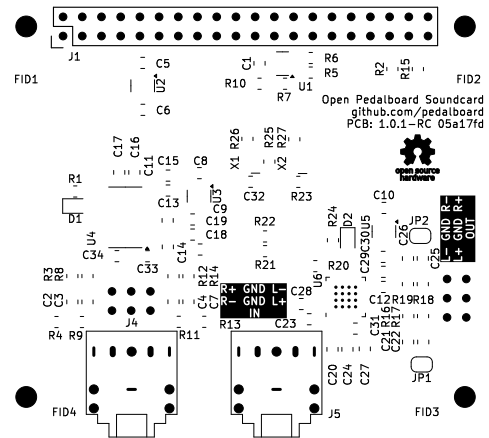 J1
C5
C1
R6
R5
R2
R15
FID1
U2
R10
R7
U1
FID2
C6
Open Pedalboard Soundcard
github.com/pedalboard
PCB: 1.0.1-RC 05a17fd
R26
R25
R27
X1
X2
C17
C16
C11
C15
C8
open source
hardware
R1
C32
R23
D1
U3
C9
C10
C13
C19
C18
R22
R24
D2
U5
C26
JP2
L- GND R-
L+ GND R+
OUT
U4
C14
C34
C33
R21
U6
C30
C29
C25
R3
R8
R12
R14
R20
R+ GND L-
R- GND L+
IN
C28
C12
R19
R18
C2
C3
C4
C7
J4
R4
R9
R11
R13
C23
C31
R16
R17
C21
C22
C20
C24
C27
JP1
FID4
J5
FID3